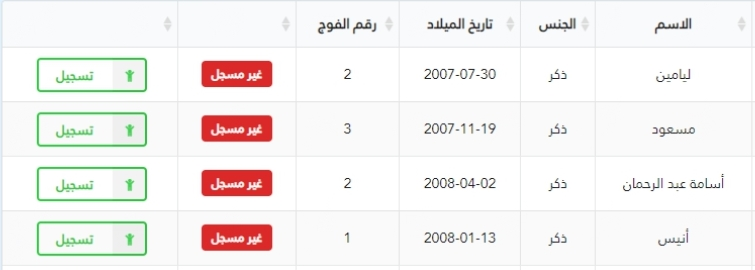 الاسم الجنس تاريخ الميلاد رقم الفوج
ليامين ذكر 2007-07-30 2 غير مسجل تسجيل
مسعود ذكر 2007-11-19 3 غير مسجل تسجيل
أسامة عبد الرحمان ذكر 2008-04-02 2 غير مسجل تسجيل
أنيس ذكر 2008-01-13 1 غير مسجل تسجيل